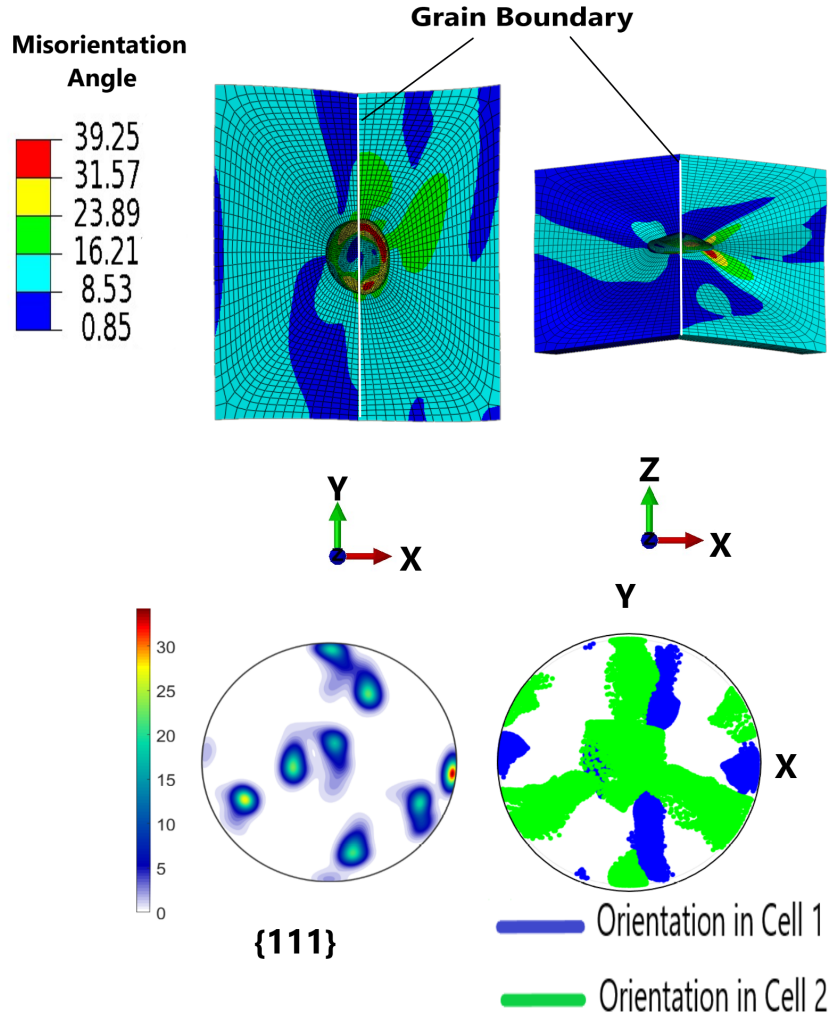 Grain Boundary
Misorientation
Angle
39.25
31.57
23.89
16.21
8.53
0.85
Y
X
Z
Z
X
Z
30
25
20
15
10
5
0
{111}
Y
X
Orientation in Cell 1
Orientation in Cell 2